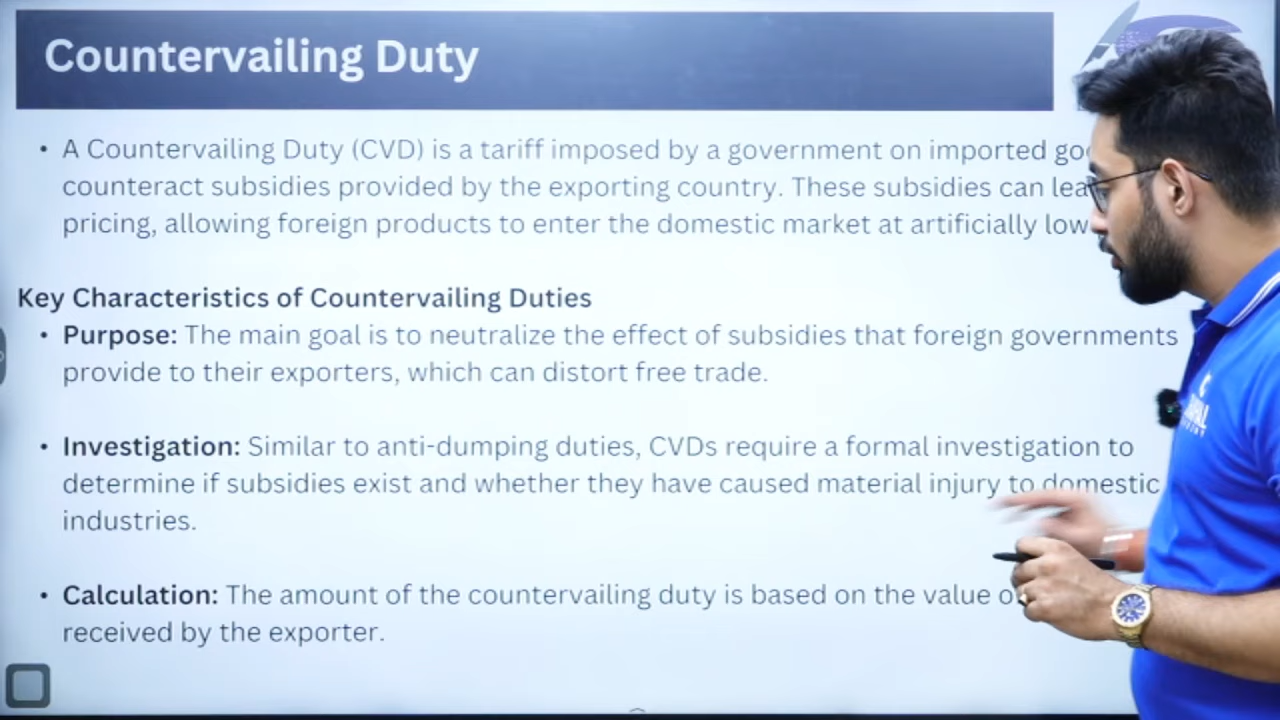 Countervailing Duty
• A Countervailing Duty (CVD) is a tariff imposed by a government on imported
counteract subsidies provided by the exporting country. These subsidies can
pricing, allowing foreign products to enter the domestic market at artificially low
Key Characteristics of Countervailing Duties
• Purpose: The main goal is to neutralize the effect of subsidies that foreign governments
provide to their exporters, which can distort free trade.
• Investigation: Similar to anti-dumping duties, CVDs require a formal investigation to
determine if subsidies exist and whether they have caused material injury to domestic
industries.
• Calculation: The amount of the countervailing duty is based on the value
received by the exporter.